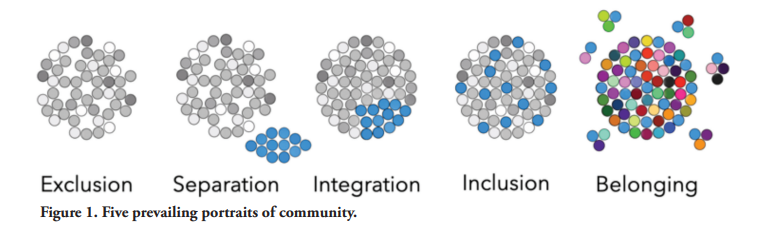 Exclusion Separation Integration Inclusion Belonging
Figure 1. Five prevailing portraits of community.